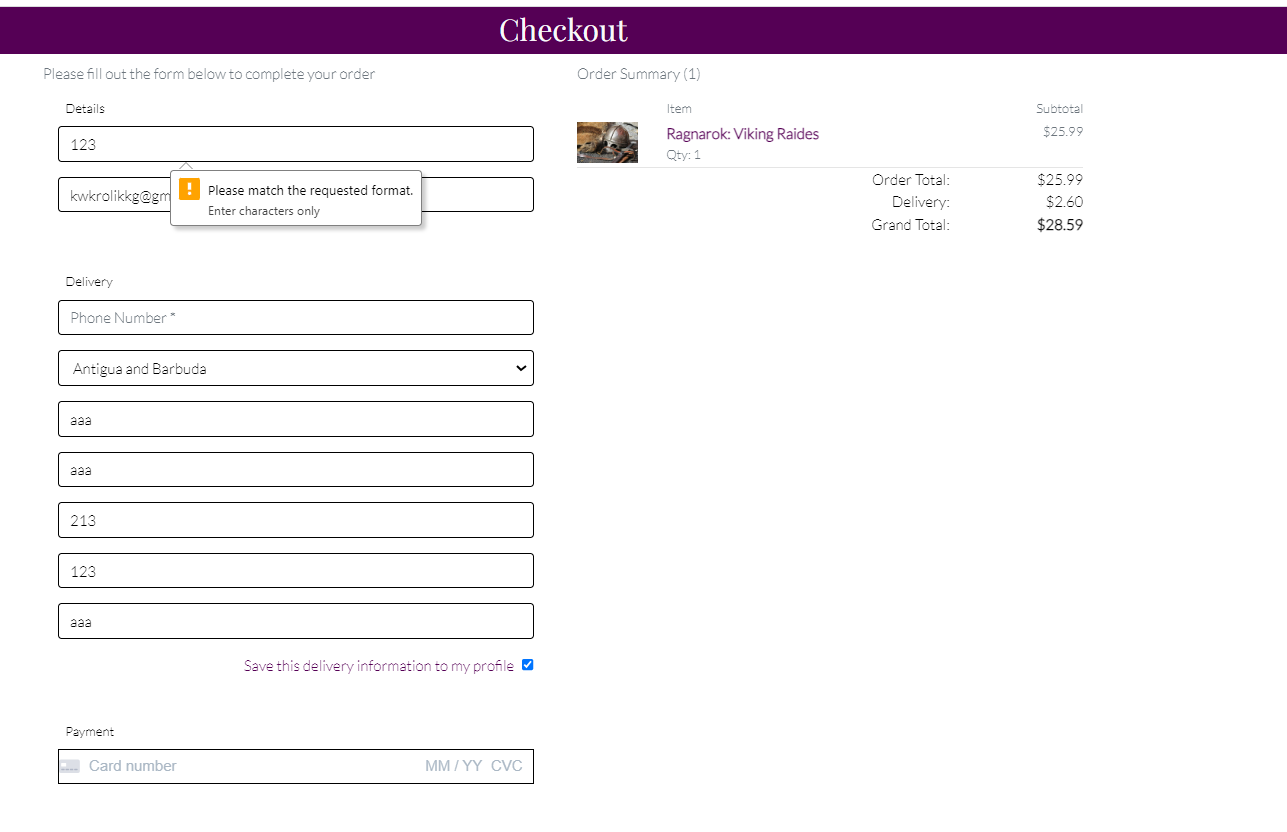 Checkout
Please fill out the form below to complete your order
Details
123
Please match the requested format.
Enter characters only
kwkrolikkg@gm
Delivery
Phone Number *
Antigua and Barbuda
aaa
aaa
213
123
aaa
Save this delivery information to my profile
Payment
Card number MM / YY CVC
Order Summary (1)
Item Subtotal
Ragnarok: Viking Raides $25.99
Qty: 1
Order Total: $25.99
Delivery: $2.60
Grand Total: $28.59